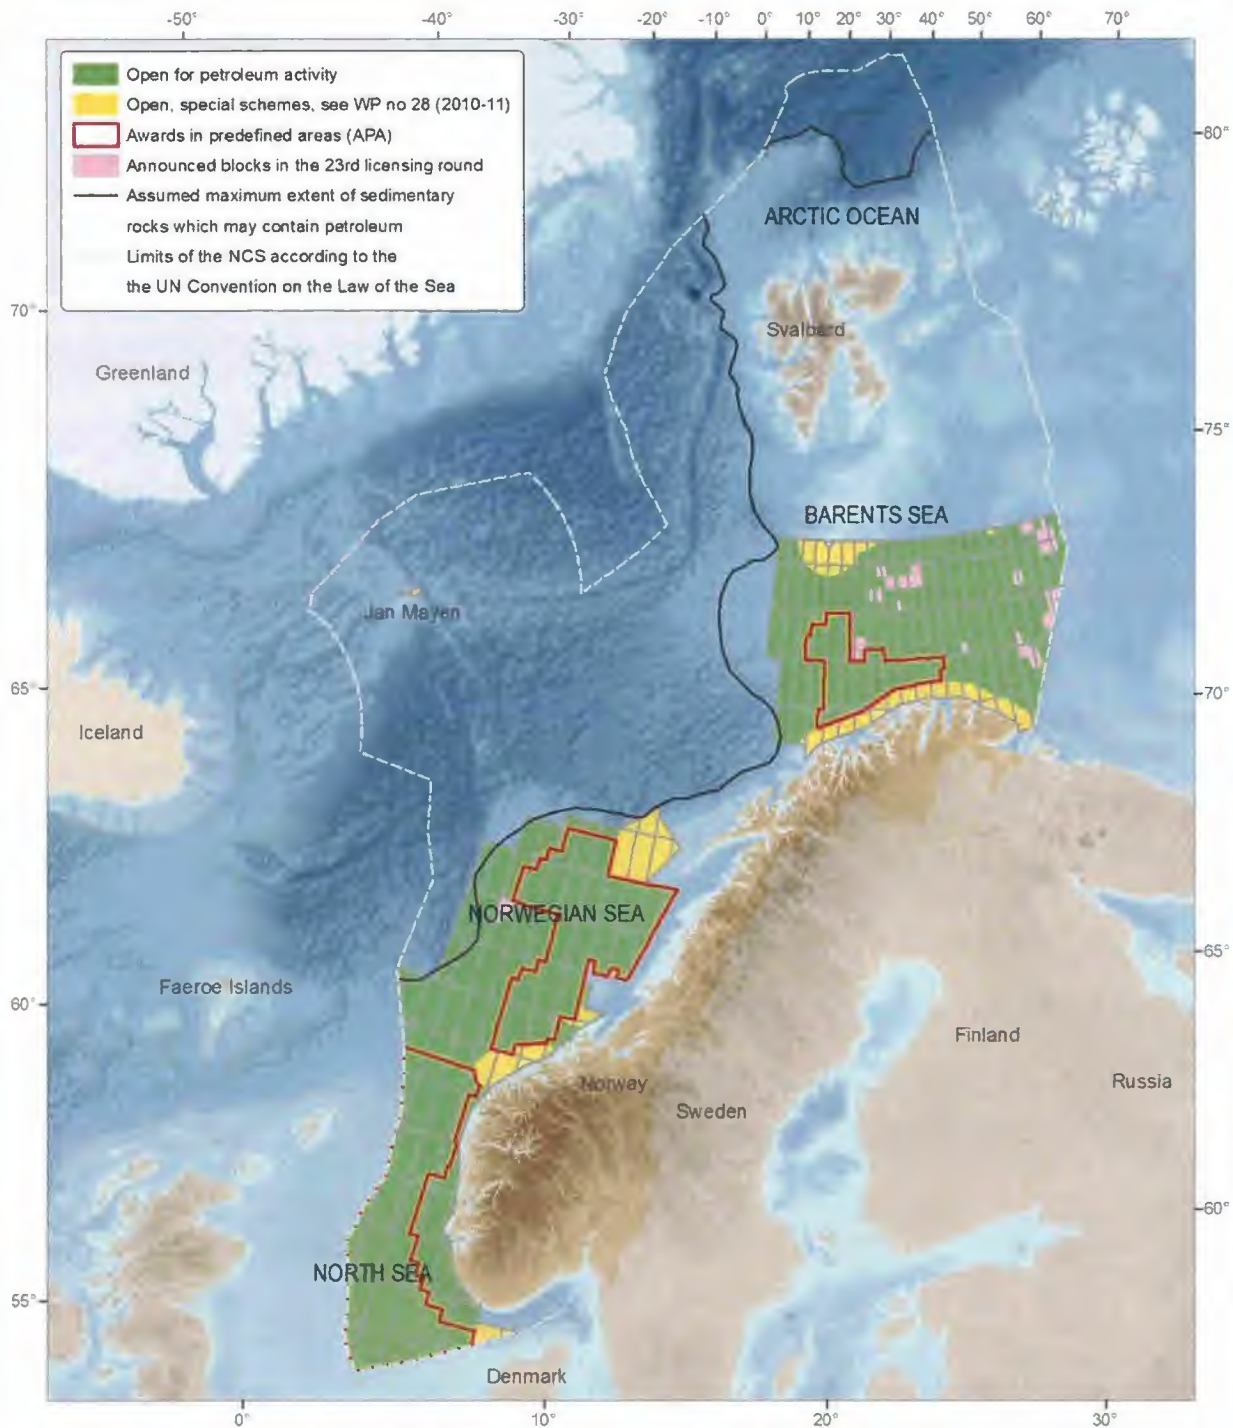 -50° -40° -30° -20° -10° 0° 10° 20° 30° 40° 50° 60° 70°
Open for petroleum activity
Open, special schemes, see WP no 28 (2010-11)
Awards in predefined areas (APA)
Announced blocks in the 23rd licensing round
Assumed maximum extent of sedimentary
rocks which may contain petroleum
Limits of the NCS according to the
the UN Convention on the Law of the Sea
80°
ARCTIC OCEAN
70°
Svalbard
Greenland
75°
BARENTS SEA
Jan Mayen
65°
70°
Iceland
NORWEGIAN SEA
65°
Faeroe Islands
60°
Finland
Norway
Russia
Sweden
60°
NORTH SEA
55°
Denmark
0° 10° 20° 30°